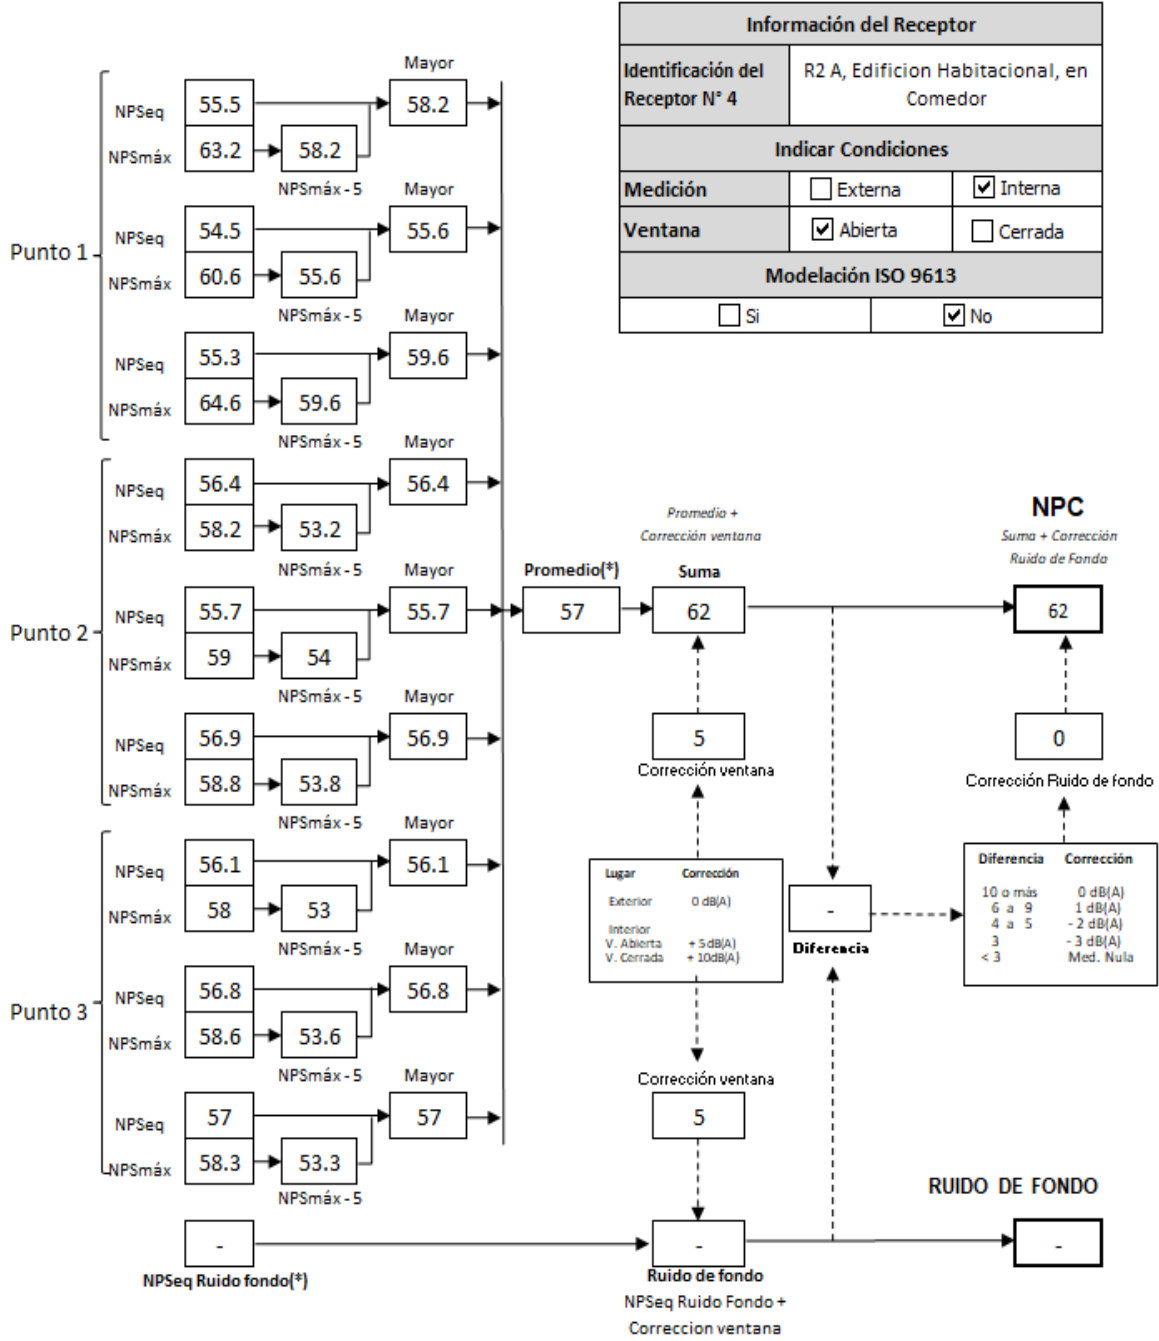 Información del Receptor
Identificación del Receptor N° 4
R2 A, Edificion Habitacional, en Comedor
Indicar Condiciones
Medición
Externa
Interna
Ventana
Abierta
Cerrada
Modelación ISO 9613
Si
No
Punto 1
Mayor
NPSeq
55.5
58.2
NPSmáx
63.2
58.2
NPSmáx - 5
Mayor
NPSeq
54.5
55.6
NPSmáx
60.6
55.6
NPSmáx - 5
Mayor
NPSeq
55.3
59.6
NPSmáx
64.6
59.6
NPSmáx - 5
Punto 2
Mayor
NPSeq
56.4
56.4
NPSmáx
58.2
53.2
NPSmáx - 5
Mayor
NPSeq
55.7
55.7
NPSmáx
59
54
NPSmáx - 5
Mayor
NPSeq
56.9
56.9
NPSmáx
58.8
53.8
NPSmáx - 5
Punto 3
Mayor
NPSeq
56.1
56.1
NPSmáx
58
53
NPSmáx - 5
Mayor
NPSeq
56.8
56.8
NPSmáx
58.6
53.6
NPSmáx - 5
Mayor
NPSeq
57
57
NPSmáx
58.3
53.3
NPSmáx - 5
Promedio(*)
57
Promedio +
Corrección ventana
Suma
62
NPC
Suma + Corrección
Ruido de Fondo
62
5
Corrección ventana
0
Corrección Ruido de fondo
Lugar Corrección
Exterior 0 dB(A)
Interior
V. Abierta + 5dB(A)
V. Cerrada + 10dB(A)
-
Diferencia
Diferencia Corrección
10 o más 0 dB(A)
6 a 9 1 dB(A)
4 a 5 - 2 dB(A)
3 - 3 dB(A)
< 3 Med. Nula
Corrección ventana
5
RUIDO DE FONDO
-
-
-
NPSeq Ruido fondo(*)
Ruido de fondo
NPSeq Ruido Fondo +
Correccion ventana